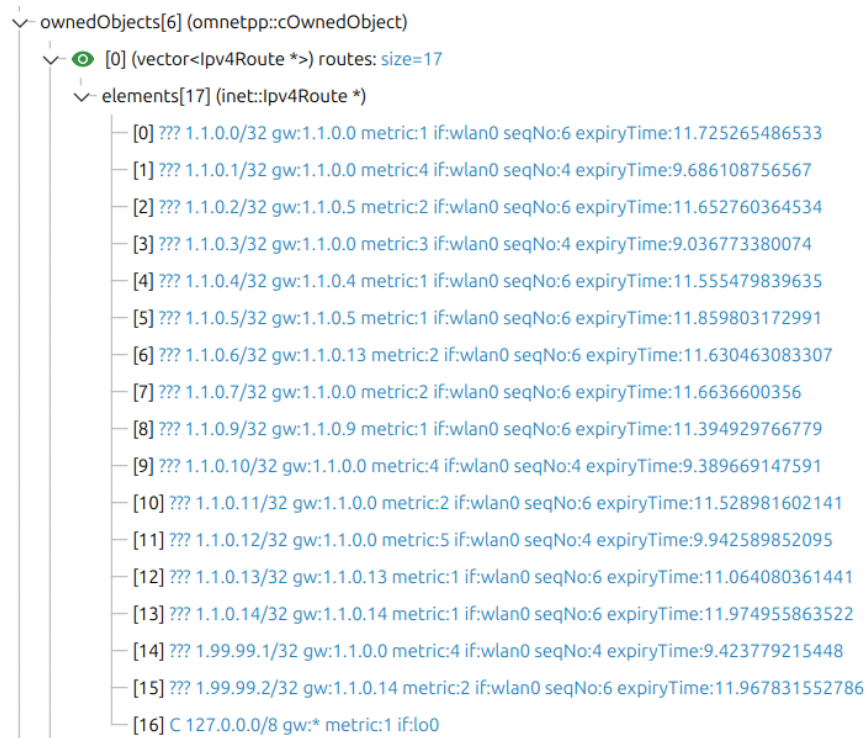 ownedObjects[6] (omnetpp::cOwnedObject)
[0] (vector<Ipv4Route *>) routes: size=17
elements[17] (inet::Ipv4Route *)
[0] ??? 1.1.0.0/32 gw:1.1.0.0 metric:1 if:wlan0 seqNo:6 expiryTime:11.725265486533
[1] ??? 1.1.0.1/32 gw:1.1.0.0 metric:4 if:wlan0 seqNo:4 expiryTime:9.686108756567
[2] ??? 1.1.0.2/32 gw:1.1.0.5 metric:2 if:wlan0 seqNo:6 expiryTime:11.652760364534
[3] ??? 1.1.0.3/32 gw:1.1.0.0 metric:3 if:wlan0 seqNo:4 expiryTime:9.036773380074
[4] ??? 1.1.0.4/32 gw:1.1.0.4 metric:1 if:wlan0 seqNo:6 expiryTime:11.555479839635
[5] ??? 1.1.0.5/32 gw:1.1.0.5 metric:1 if:wlan0 seqNo:6 expiryTime:11.859803172991
[6] ??? 1.1.0.6/32 gw:1.1.0.13 metric:2 if:wlan0 seqNo:6 expiryTime:11.630463083307
[7] ??? 1.1.0.7/32 gw:1.1.0.0 metric:2 if:wlan0 seqNo:6 expiryTime:11.6636600356
[8] ??? 1.1.0.9/32 gw:1.1.0.9 metric:1 if:wlan0 seqNo:6 expiryTime:11.394929766779
[9] ??? 1.1.0.10/32 gw:1.1.0.0 metric:4 if:wlan0 seqNo:4 expiryTime:9.389669147591
[10] ??? 1.1.0.11/32 gw:1.1.0.0 metric:2 if:wlan0 seqNo:6 expiryTime:11.528981602141
[11] ??? 1.1.0.12/32 gw:1.1.0.0 metric:5 if:wlan0 seqNo:4 expiryTime:9.942589852095
[12] ??? 1.1.0.13/32 gw:1.1.0.13 metric:1 if:wlan0 seqNo:6 expiryTime:11.064080361441
[13] ??? 1.1.0.14/32 gw:1.1.0.14 metric:1 if:wlan0 seqNo:6 expiryTime:11.974955863522
[14] ??? 1.99.99.1/32 gw:1.1.0.0 metric:4 if:wlan0 seqNo:4 expiryTime:9.423779215448
[15] ??? 1.99.99.2/32 gw:1.1.0.14 metric:2 if:wlan0 seqNo:6 expiryTime:11.967831552786
[16] C 127.0.0.0/8 gw:* metric:1 if:lo0